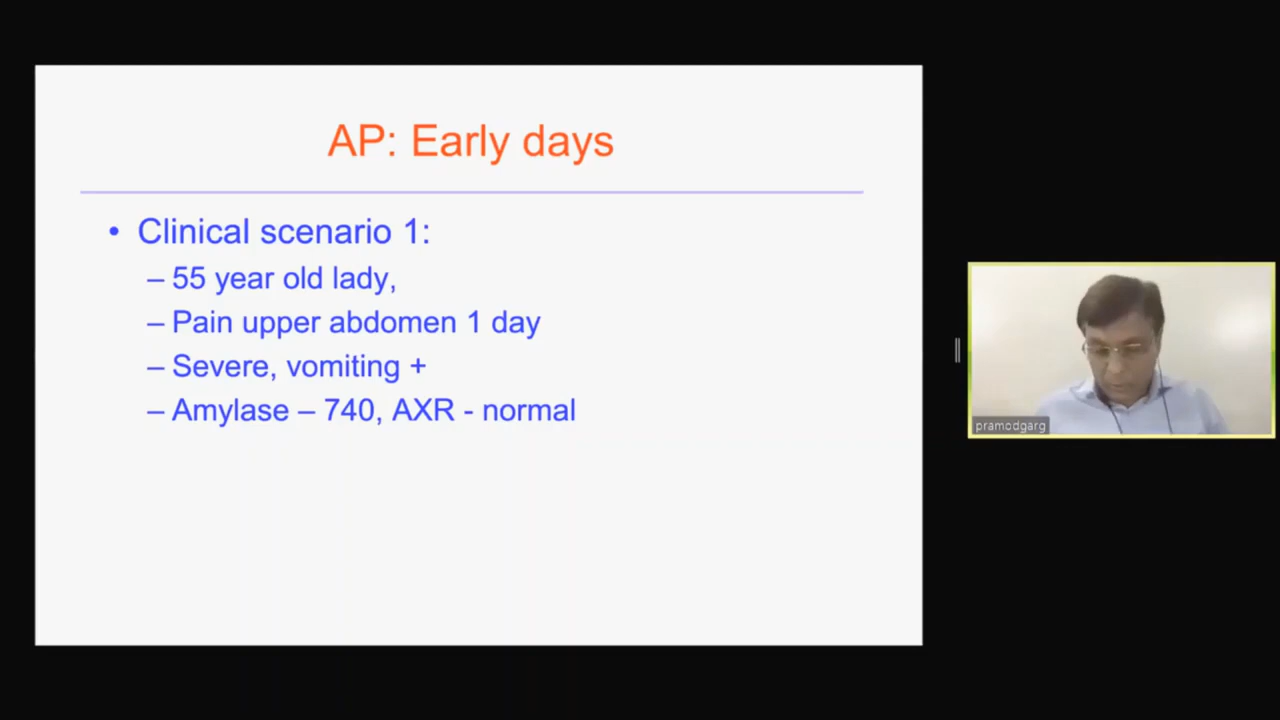 AP: Early days
• Clinical scenario 1:
– 55 year old lady,
– Pain upper abdomen 1 day
– Severe, vomiting +
– Amylase – 740, AXR - normal
pramodgarg